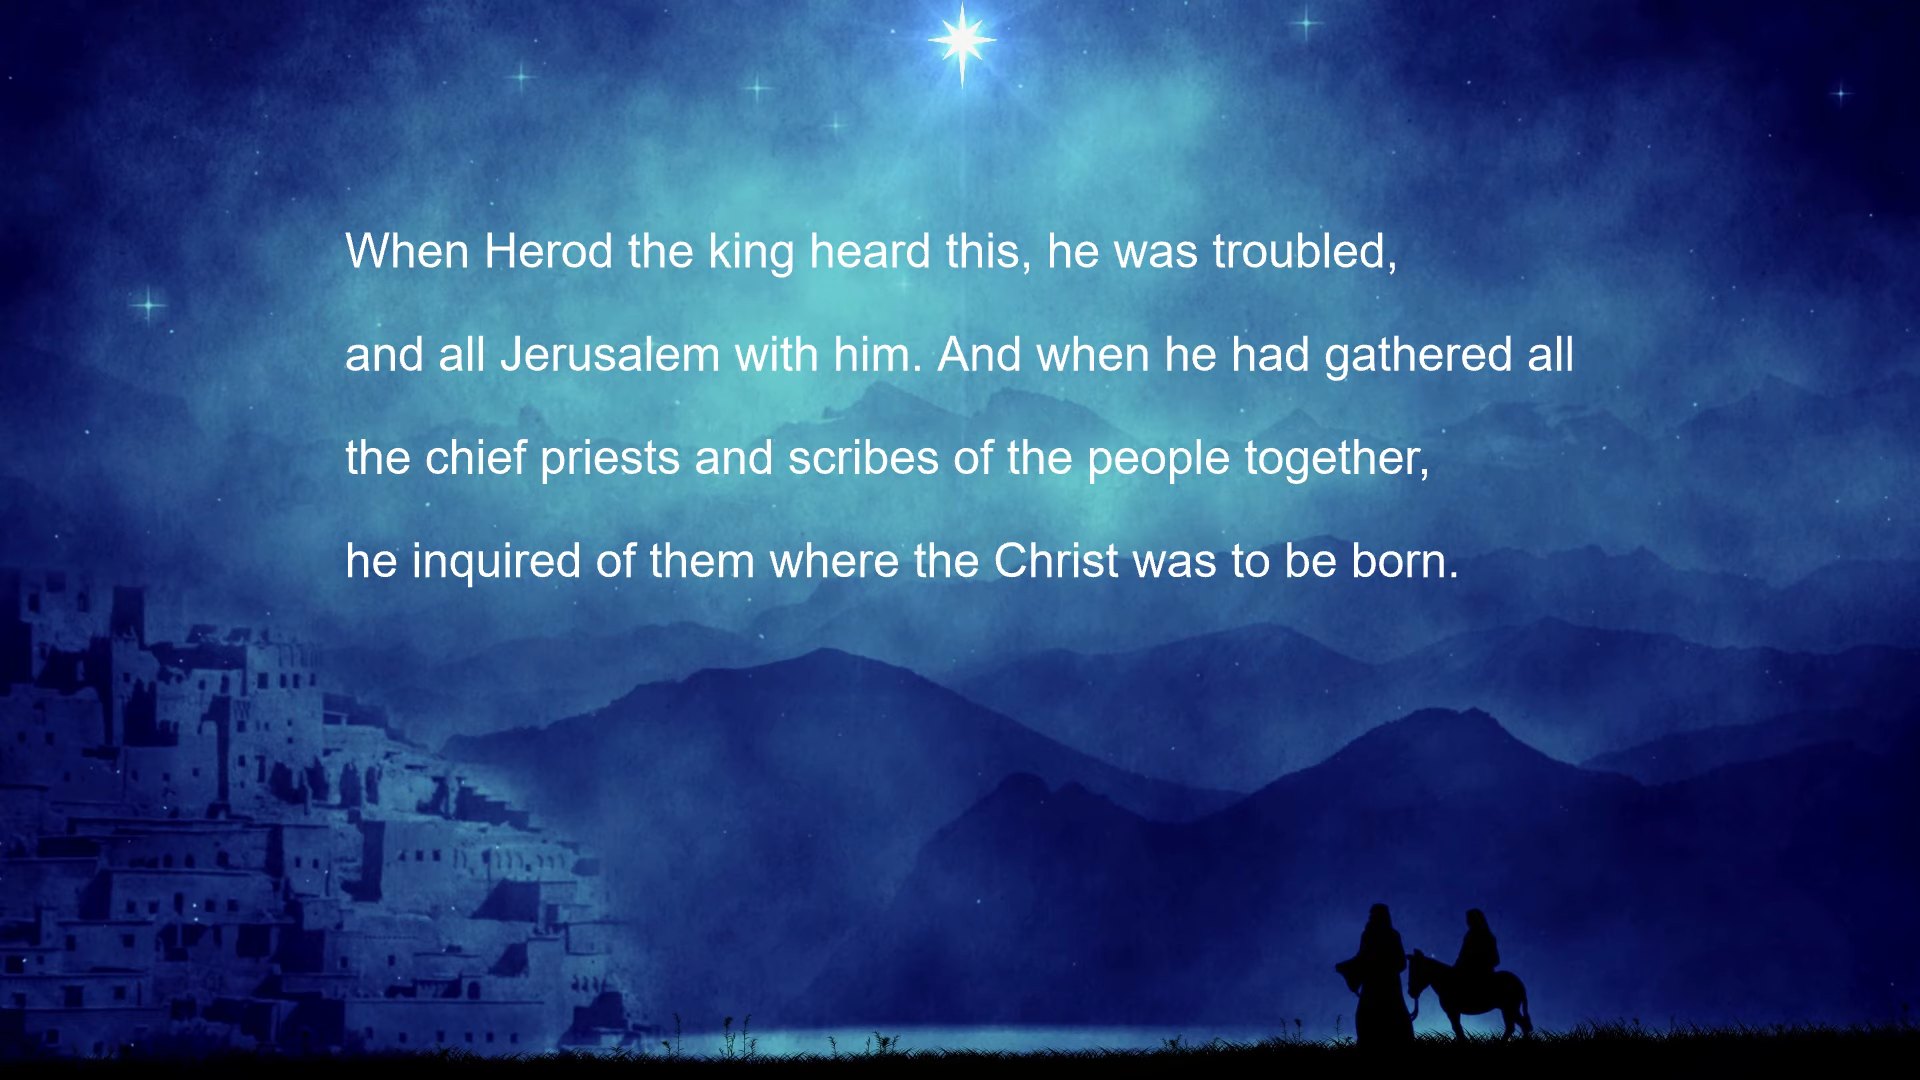 When Herod the king heard this, he was troubled,
and all Jerusalem with him. And when he had gathered all
the chief priests and scribes of the people together,
he inquired of them where the Christ was to be born.